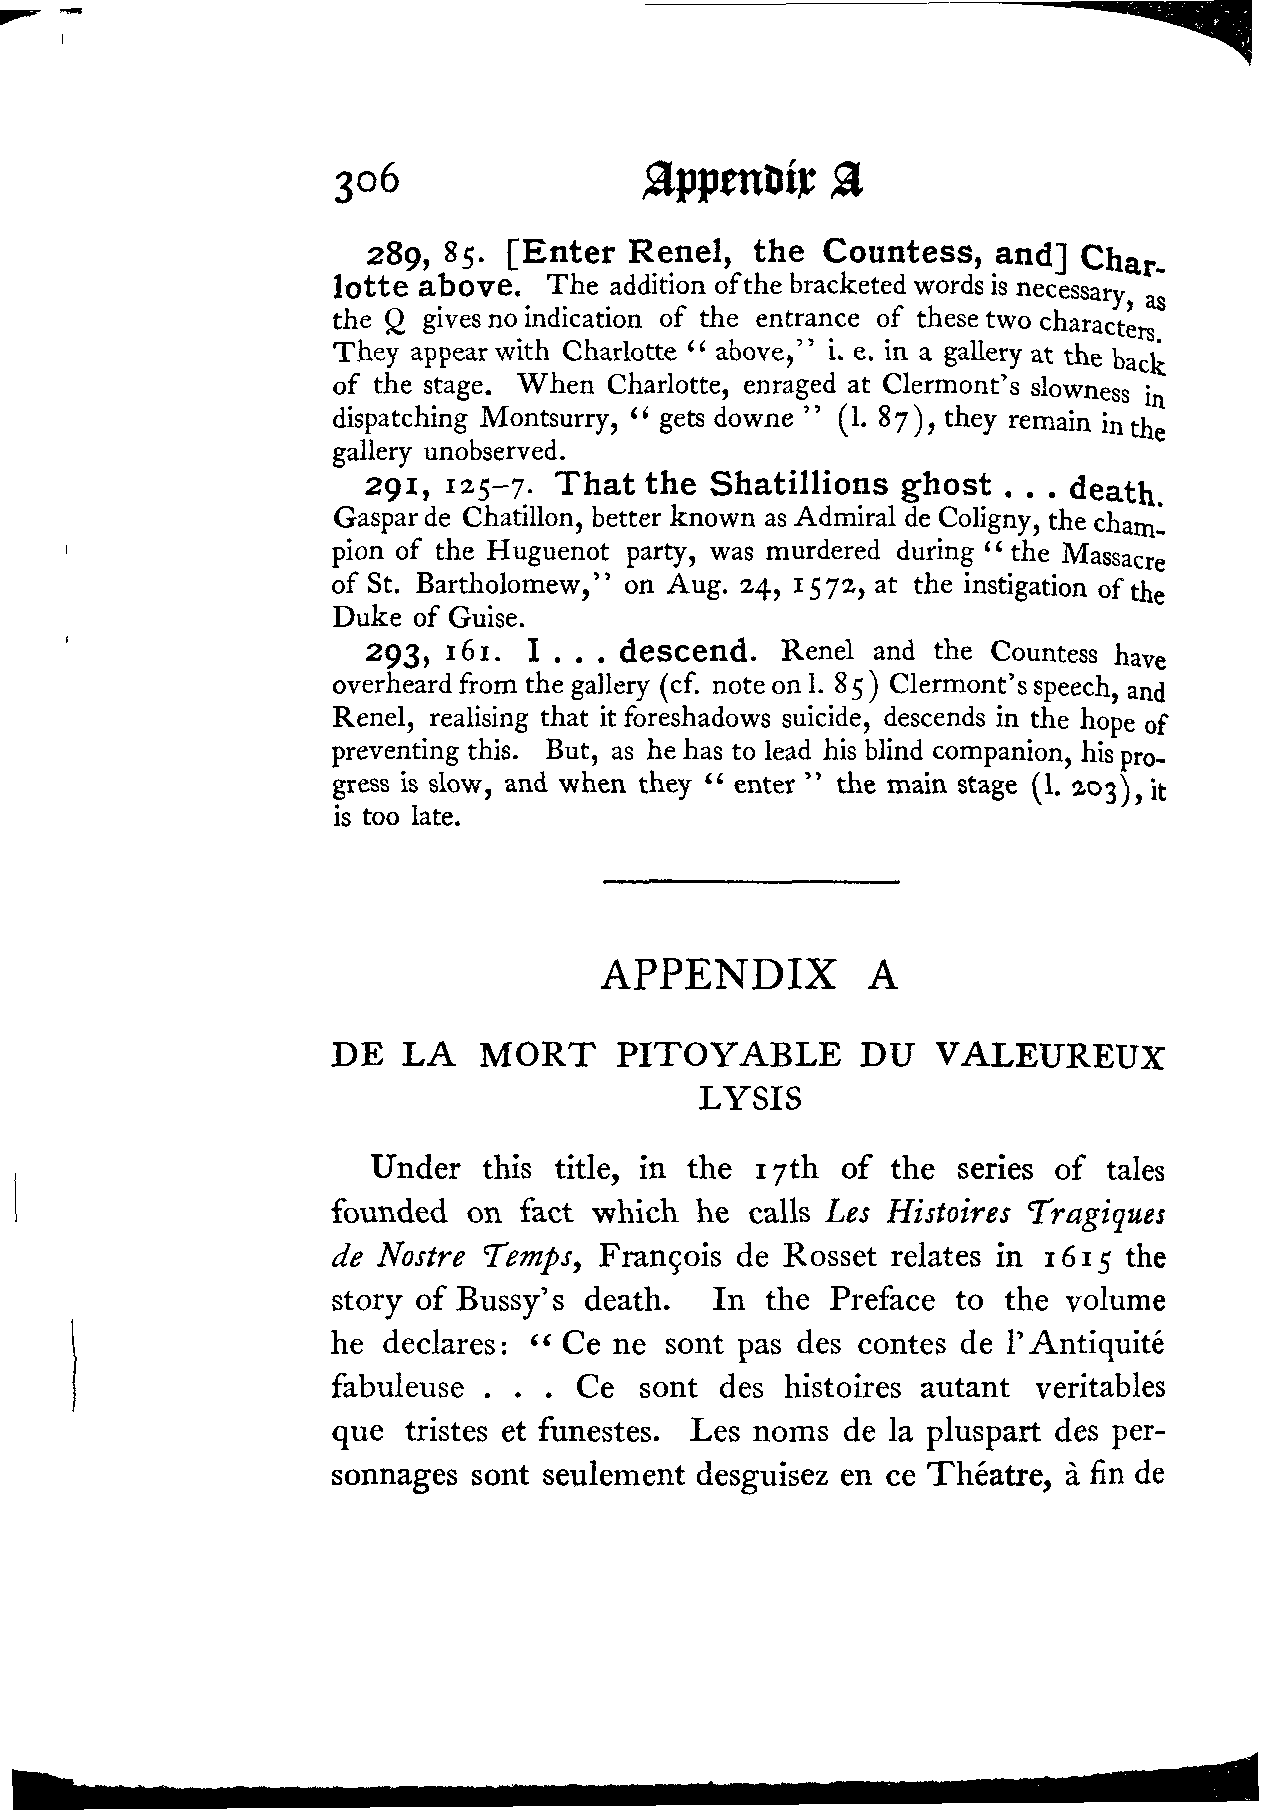 306 Appendix A
289, 85. [Enter Renel, the Countess, and] Char-
lotte above. The addition of the bracketed words is necessary, as
the Q gives no indication of the entrance of these two characters.
They appear with Charlotte “ above,” i. e. in a gallery at the back
of the stage. When Charlotte, enraged at Clermont’s slowness in
dispatching Montsurry, “ gets downe ” (l. 87), they remain in the
gallery unobserved.
291, 125–7. That the Shatillions ghost . . . death.
Gaspar de Chatillon, better known as Admiral de Coligny, the cham-
pion of the Huguenot party, was murdered during “ the Massacre
of St. Bartholomew,” on Aug. 24, 1572, at the instigation of the
Duke of Guise.
293, 161. I . . . descend. Renel and the Countess have
overheard from the gallery (cf. note on l. 85) Clermont’s speech, and
Renel, realising that it foreshadows suicide, descends in the hope of
preventing this. But, as he has to lead his blind companion, his pro-
gress is slow, and when they “ enter ” the main stage (l. 203), it
is too late.
APPENDIX A
DE LA MORT PITOYABLE DU VALEUREUX
LYSIS
Under this title, in the 17th of the series of tales
founded on fact which he calls Les Histoires Tragiques
de Nostre Temps, François de Rosset relates in 1615 the
story of Bussy’s death. In the Preface to the volume
he declares: “ Ce ne sont pas des contes de l’Antiquité
fabuleuse . . . Ce sont des histoires autant veritables
que tristes et funestes. Les noms de la pluspart des per-
sonnages sont seulement desguisez en ce Théatre, à fin de